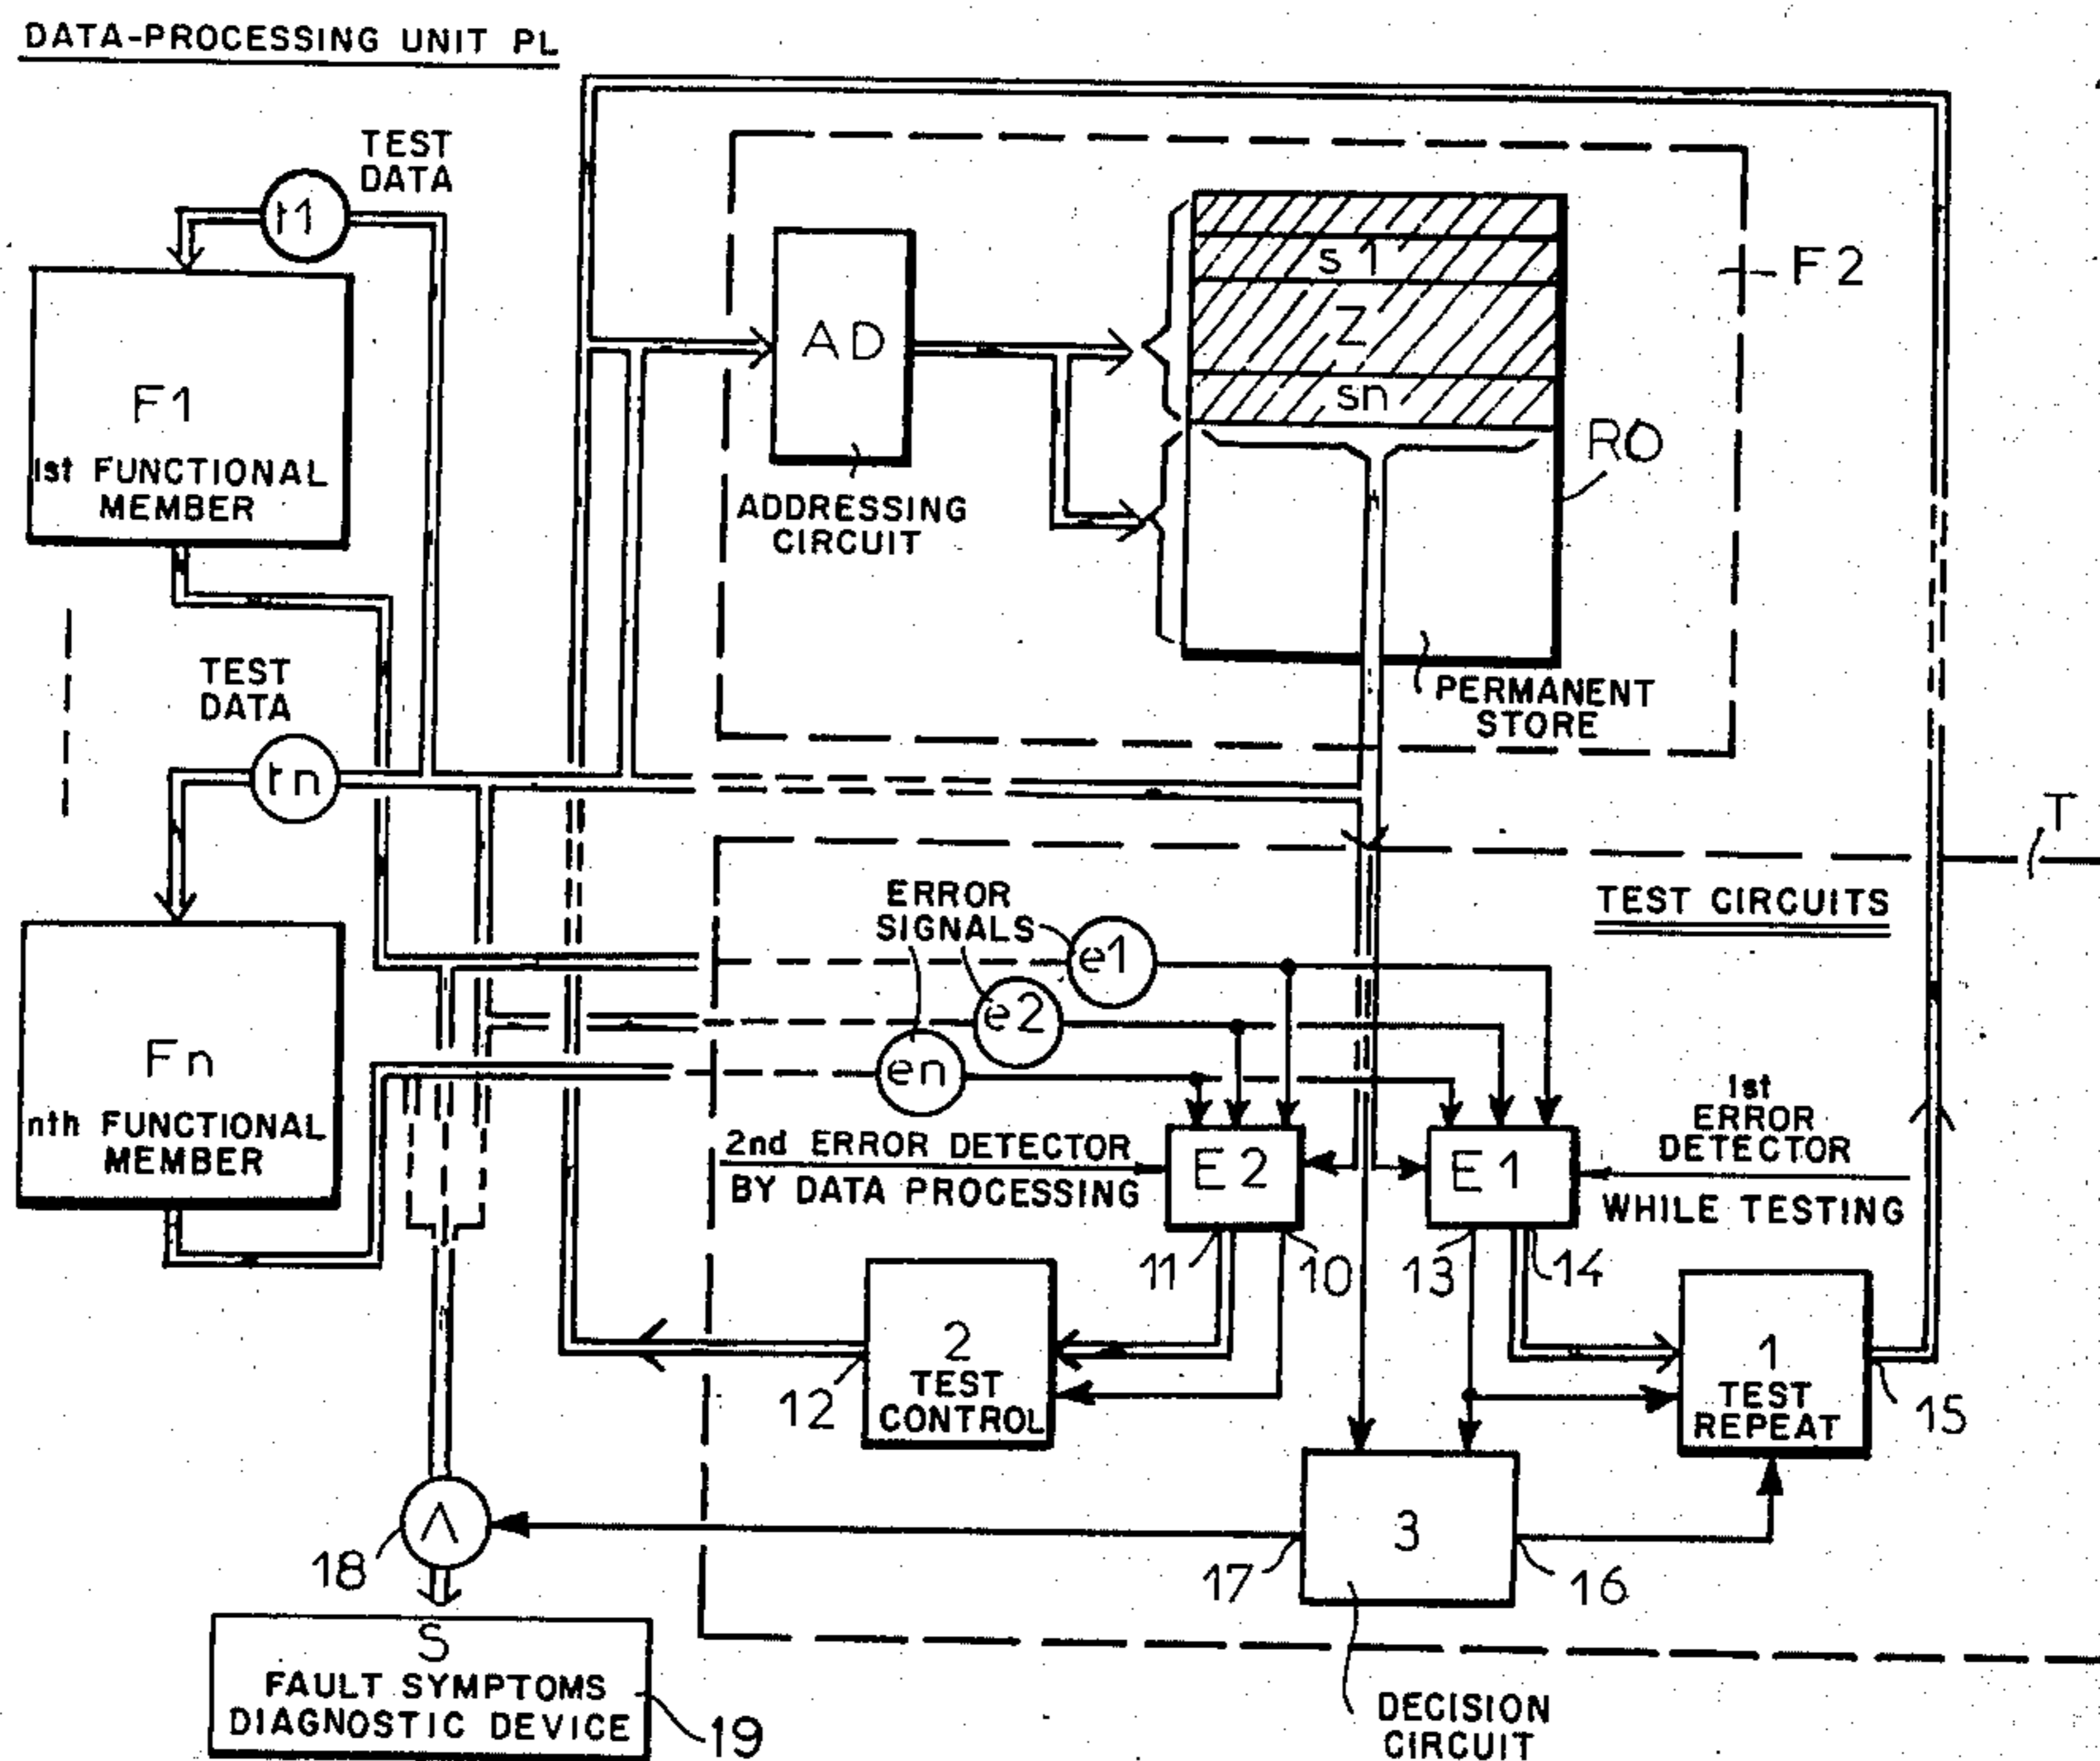 DATA-PROCESSING UNIT PL
TEST
DATA
t1
F1
1st FUNCTIONAL
MEMBER
AD
ADDRESSING
CIRCUIT
s1
Z
sn
F2
RO
PERMANENT
STORE
TEST
DATA
tn
T
TEST CIRCUITS
ERROR
SIGNALS
e1
e2
en
Fn
nth FUNCTIONAL
MEMBER
2nd ERROR DETECTOR
BY DATA PROCESSING
E2
E1
1st
ERROR
DETECTOR
WHILE TESTING
11
10
13
14
2
TEST
CONTROL
12
1
TEST
REPEAT
15
Λ
18
3
17
16
S
FAULT SYMPTOMS
DIAGNOSTIC DEVICE
19
DECISION
CIRCUIT